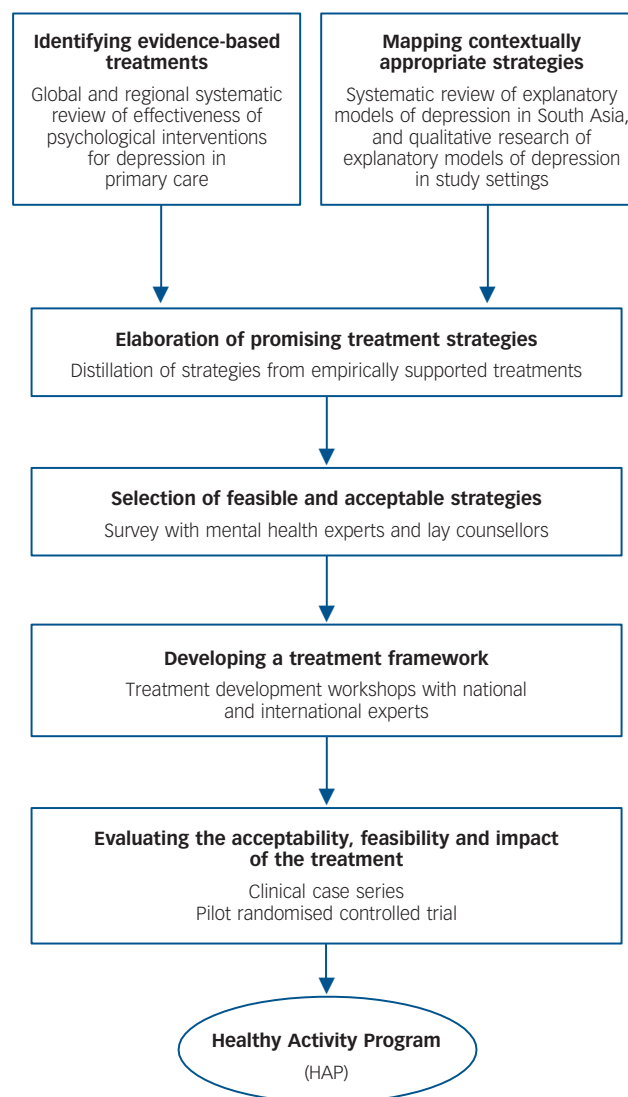 Identifying evidence-based
treatments
Global and regional systematic
review of effectiveness of
psychological interventions
for depression in
primary care
Mapping contextually
appropriate strategies
Systematic review of explanatory
models of depression in South Asia,
and qualitative research of
explanatory models of depression
in study settings
Elaboration of promising treatment strategies
Distillation of strategies from empirically supported treatments
Selection of feasible and acceptable strategies
Survey with mental health experts and lay counsellors
Developing a treatment framework
Treatment development workshops with national
and international experts
Evaluating the acceptability, feasibility and impact
of the treatment
Clinical case series
Pilot randomised controlled trial
Healthy Activity Program
(HAP)